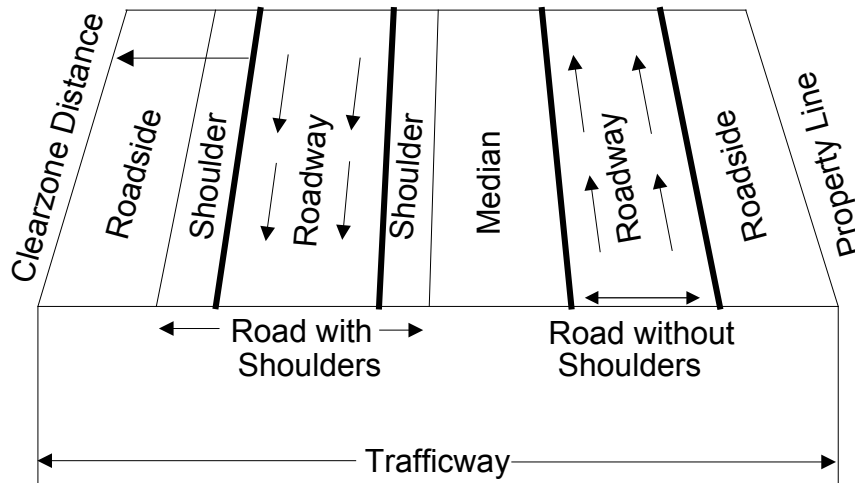 Clearzone Distance
Roadside
Shoulder
Roadway
Shoulder
Median
Roadway
Roadside
Property Line
Road with
Shoulders
Road without
Shoulders
Trafficway